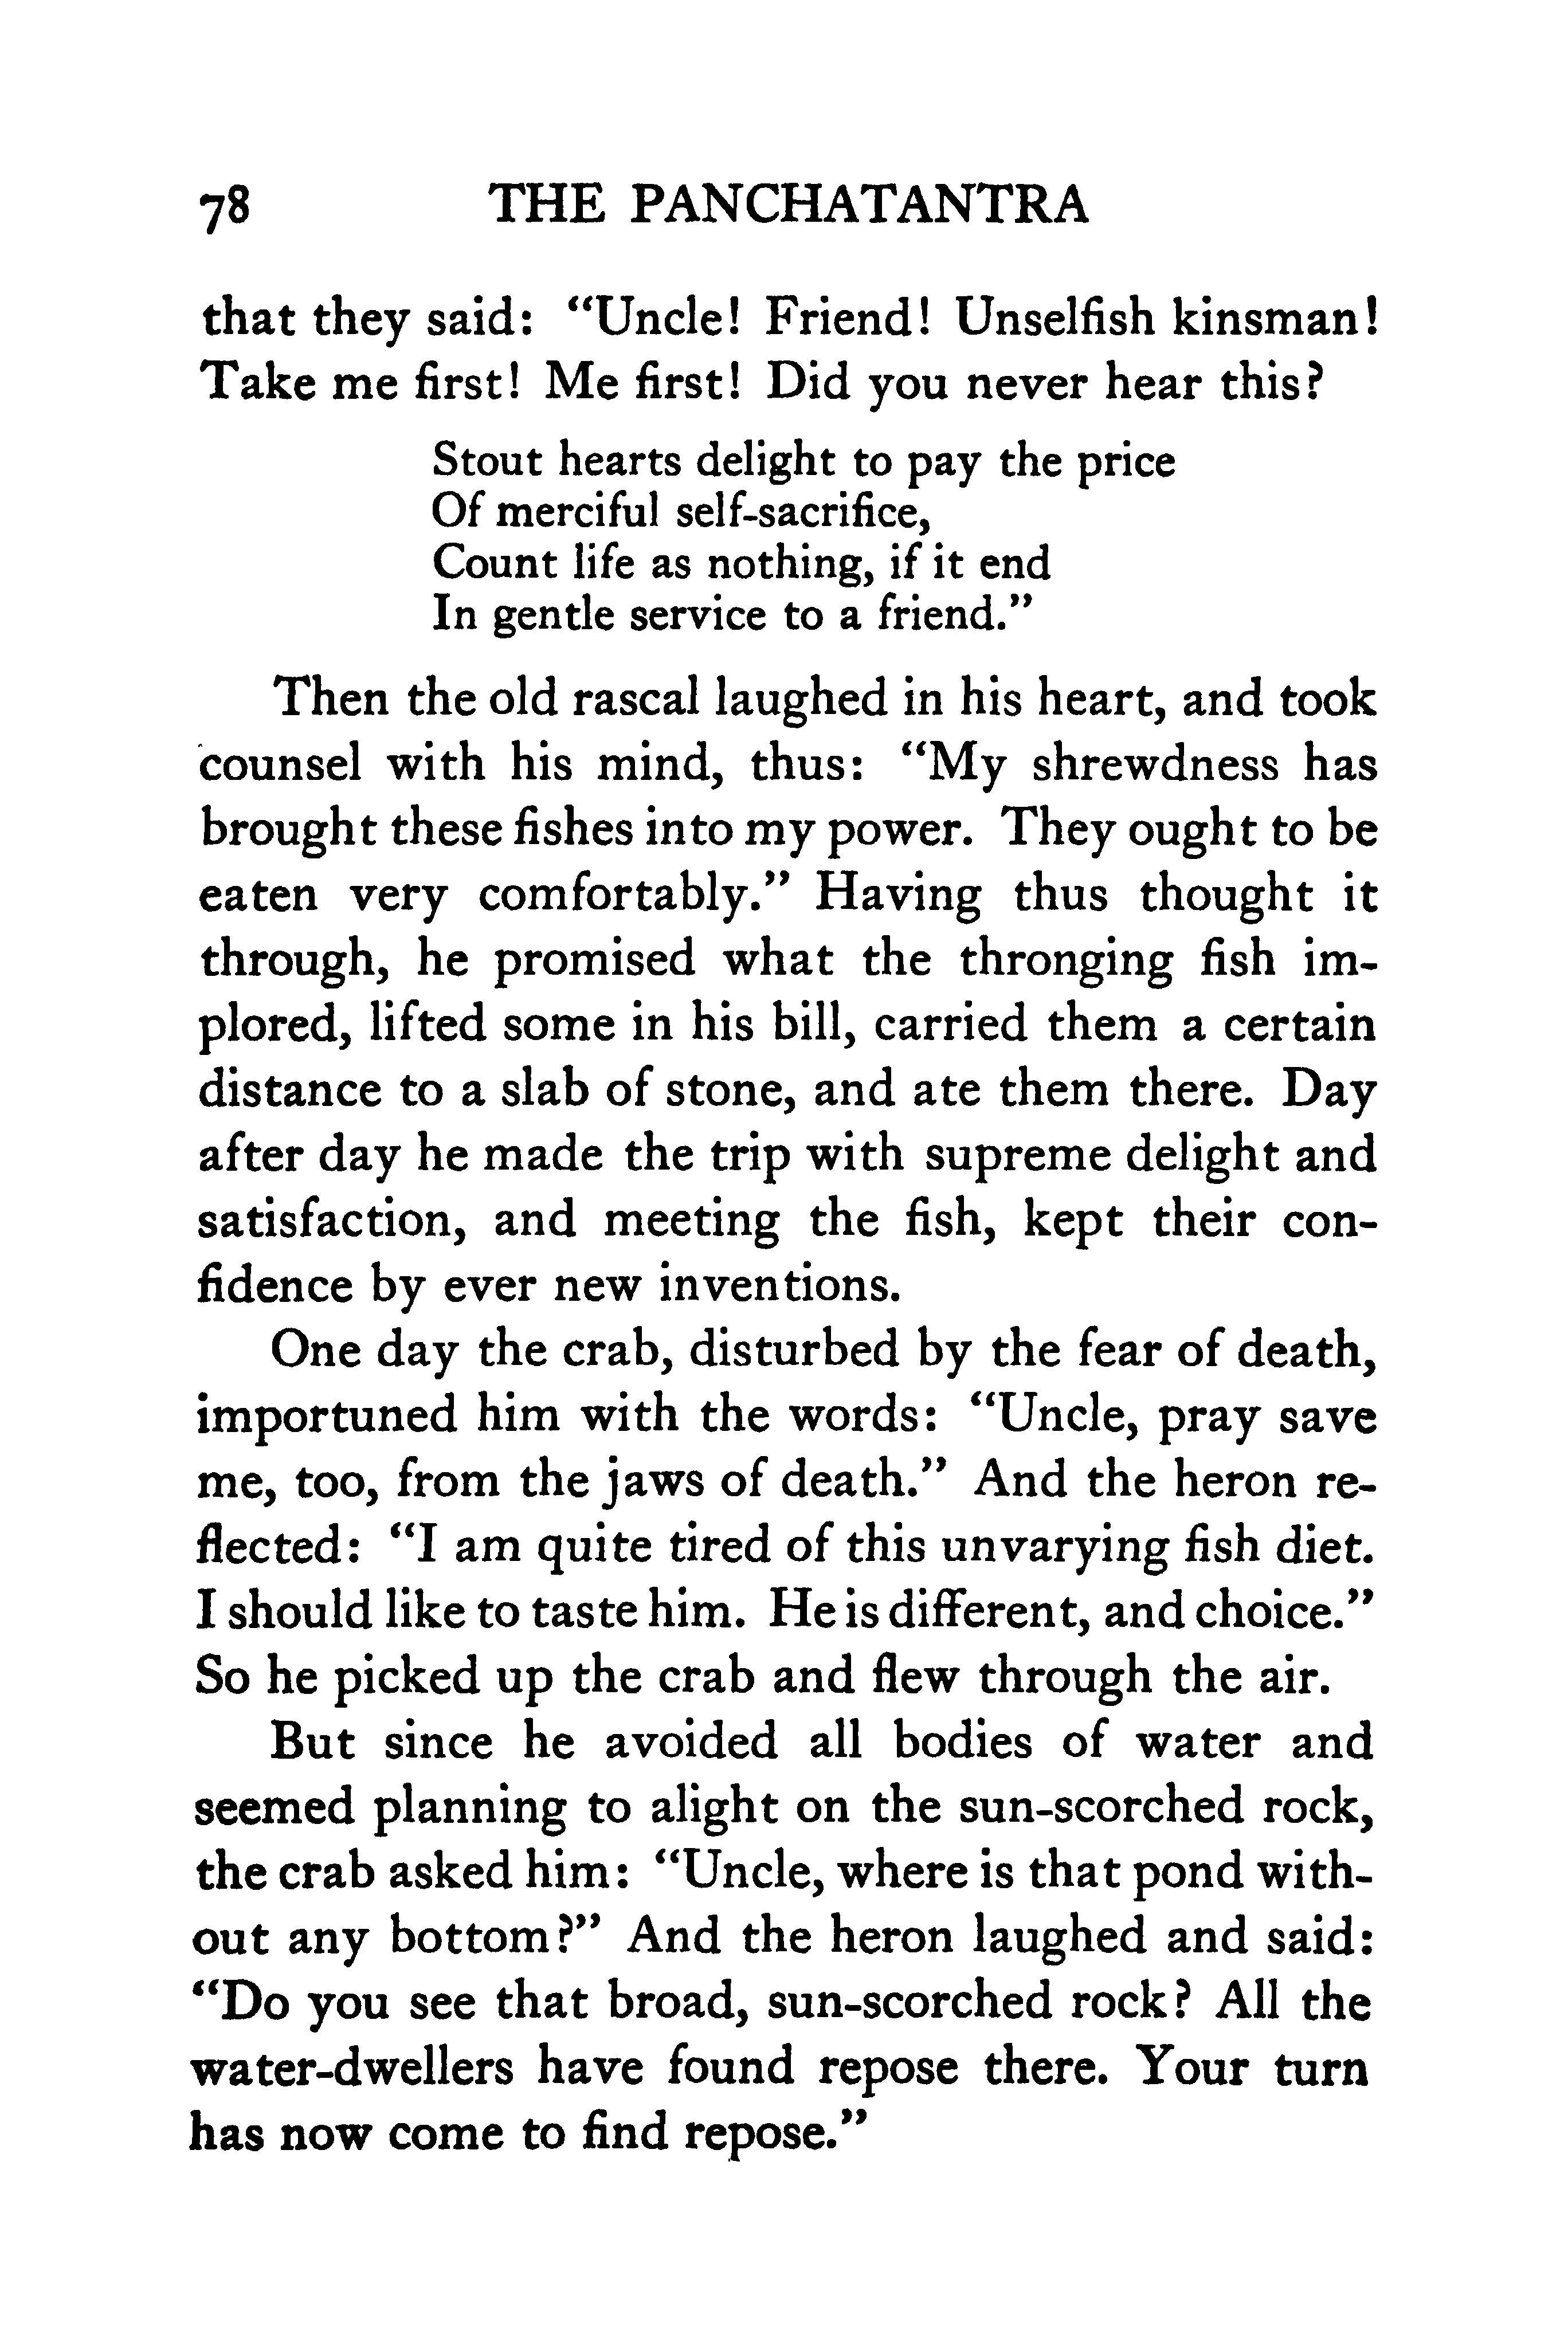 78 THE PANCHATANTRA
that they said: “Uncle! Friend! Unselfish kinsman!
Take me first! Me first! Did you never hear this?
Stout hearts delight to pay the price
Of merciful self-sacrifice,
Count life as nothing, if it end
In gentle service to a friend.”
Then the old rascal laughed in his heart, and took
counsel with his mind, thus: “My shrewdness has
brought these fishes into my power. They ought to be
eaten very comfortably.” Having thus thought it
through, he promised what the thronging fish im-
plored, lifted some in his bill, carried them a certain
distance to a slab of stone, and ate them there. Day
after day he made the trip with supreme delight and
satisfaction, and meeting the fish, kept their con-
fidence by ever new inventions.
One day the crab, disturbed by the fear of death,
importuned him with the words: “Uncle, pray save
me, too, from the jaws of death.” And the heron re-
flected: “I am quite tired of this unvarying fish diet.
I should like to taste him. He is different, and choice.”
So he picked up the crab and flew through the air.
But since he avoided all bodies of water and
seemed planning to alight on the sun-scorched rock,
the crab asked him: “Uncle, where is that pond with-
out any bottom?” And the heron laughed and said:
“Do you see that broad, sun-scorched rock? All the
water-dwellers have found repose there. Your turn
has now come to find repose.”